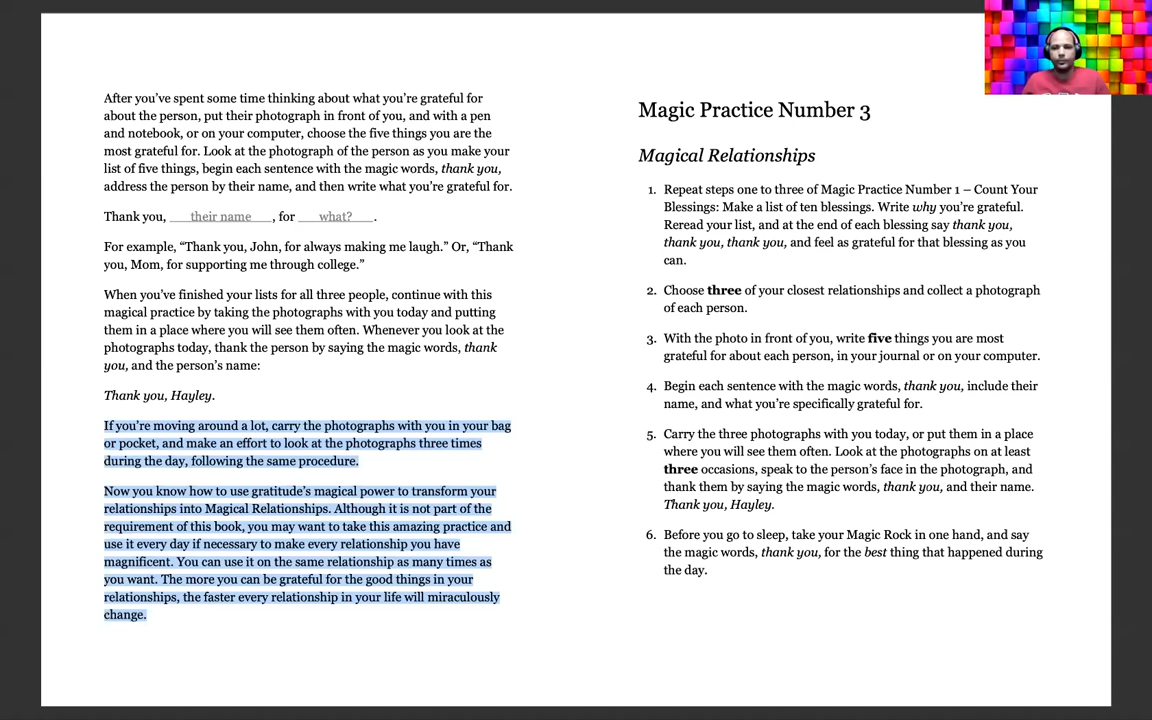 After you’ve spent some time thinking about what you’re grateful for
about the person, put their photograph in front of you, and with a pen
and notebook, or on your computer, choose the five things you are the
most grateful for. Look at the photograph of the person as you make your
list of five things, begin each sentence with the magic words, thank you,
address the person by their name, and then write what you’re grateful for.
Thank you, ___their name___, for ___what?___.
For example, “Thank you, John, for always making me laugh.” Or, “Thank
you, Mom, for supporting me through college.”
When you’ve finished your lists for all three people, continue with this
magical practice by taking the photographs with you today and putting
them in a place where you will see them often. Whenever you look at the
photographs today, thank the person by saying the magic words, thank
you, and the person’s name:
Thank you, Hayley.
If you’re moving around a lot, carry the photographs with you in your bag
or pocket, and make an effort to look at the photographs three times
during the day, following the same procedure.
Now you know how to use gratitude’s magical power to transform your
relationships into Magical Relationships. Although it is not part of the
requirement of this book, you may want to take this amazing practice and
use it every day if necessary to make every relationship you have
magnificent. You can use it on the same relationship as many times as
you want. The more you can be grateful for the good things in your
relationships, the faster every relationship in your life will miraculously
change.
Magic Practice Number 3
Magical Relationships
1. Repeat steps one to three of Magic Practice Number 1 – Count Your
Blessings: Make a list of ten blessings. Write why you’re grateful.
Reread your list, and at the end of each blessing say thank you,
thank you, thank you, and feel as grateful for that blessing as you
can.
2. Choose three of your closest relationships and collect a photograph
of each person.
3. With the photo in front of you, write five things you are most
grateful for about each person, in your journal or on your computer.
4. Begin each sentence with the magic words, thank you, include their
name, and what you’re specifically grateful for.
5. Carry the three photographs with you today, or put them in a place
where you will see them often. Look at the photographs on at least
three occasions, speak to the person’s face in the photograph, and
thank them by saying the magic words, thank you, and their name.
Thank you, Hayley.
6. Before you go to sleep, take your Magic Rock in one hand, and say
the magic words, thank you, for the best thing that happened during
the day.